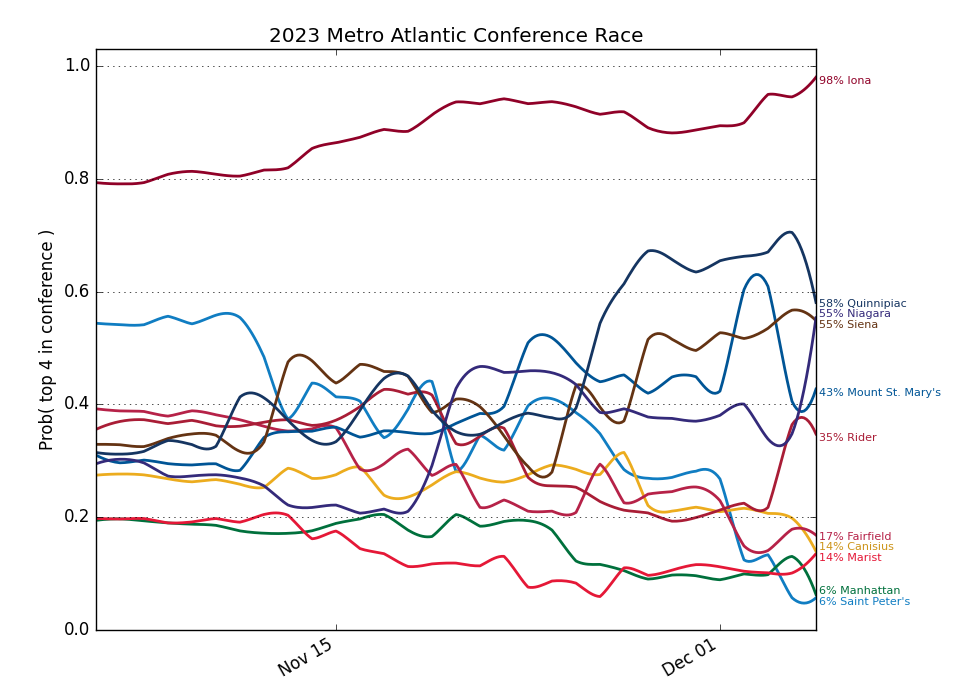 2023 Metro Atlantic Conference Race
Prob( top 4 in conference )
1.0
0.8
0.6
0.4
0.2
0.0
Nov 15
Dec 01
98% Iona
58% Quinnipiac
55% Niagara
55% Siena
43% Mount St. Mary's
35% Rider
17% Fairfield
14% Canisius
14% Marist
6% Manhattan
6% Saint Peter's